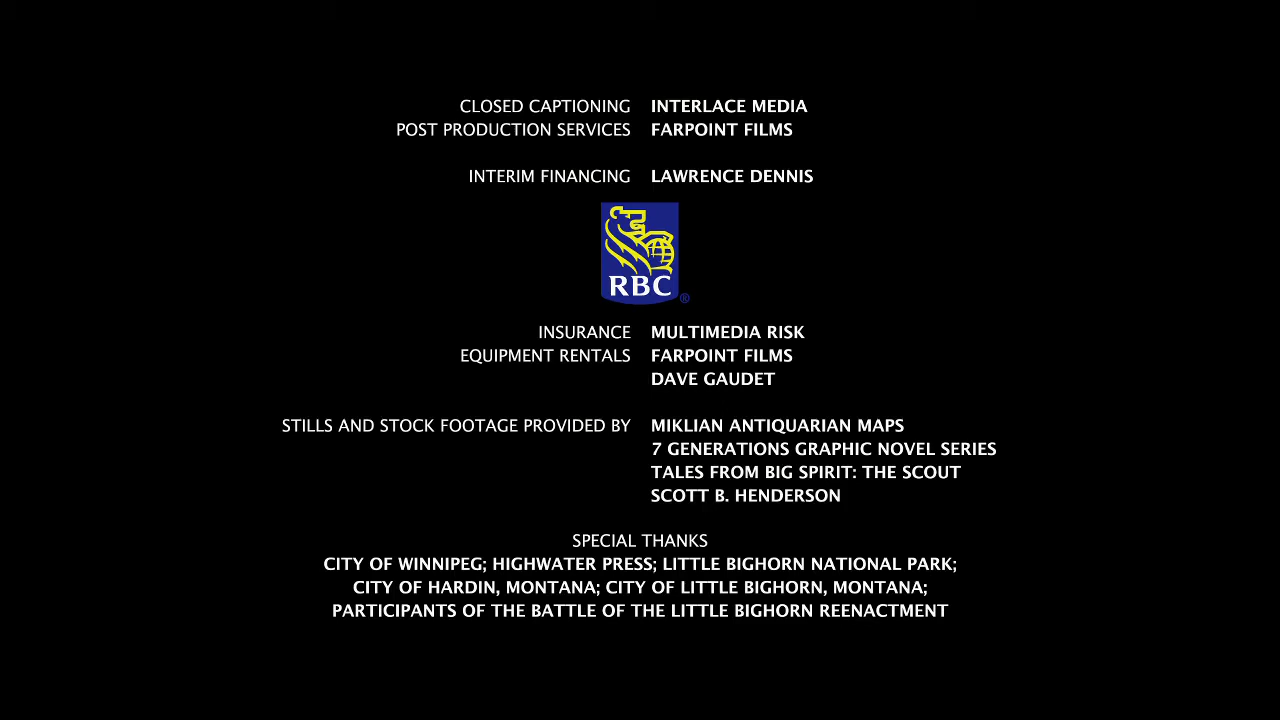 CLOSED CAPTIONING INTERLACE MEDIA
POST PRODUCTION SERVICES FARPOINT FILMS
INTERIM FINANCING LAWRENCE DENNIS
RBC ®
INSURANCE MULTIMEDIA RISK
EQUIPMENT RENTALS FARPOINT FILMS
DAVE GAUDET
STILLS AND STOCK FOOTAGE PROVIDED BY MIKLIAN ANTIQUARIAN MAPS
7 GENERATIONS GRAPHIC NOVEL SERIES
TALES FROM BIG SPIRIT: THE SCOUT
SCOTT B. HENDERSON
SPECIAL THANKS
CITY OF WINNIPEG; HIGHWATER PRESS; LITTLE BIGHORN NATIONAL PARK;
CITY OF HARDIN, MONTANA; CITY OF LITTLE BIGHORN, MONTANA;
PARTICIPANTS OF THE BATTLE OF THE LITTLE BIGHORN REENACTMENT